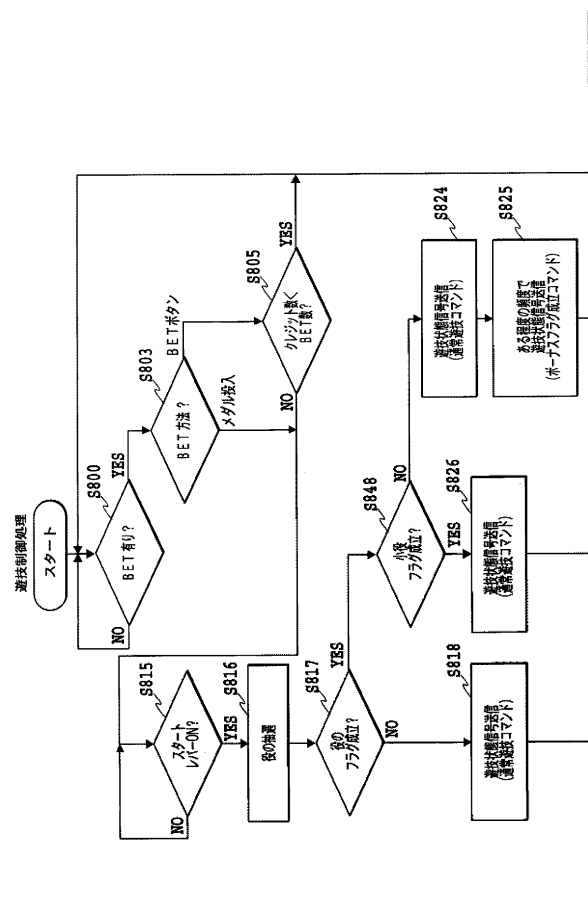 遊技制御処理
スタート
S800
BET有り?
NO
YES
S803
BET方法?
BETボタン
メダル投入
S805
クレジット数<
BET数?
NO
YES
S815
スタート
レバーON?
NO
YES
S816
役の抽選
S817
役の
フラグ成立?
YES
NO
S848
小役
フラグ成立?
NO
YES
S818
遊技状態信号送信
(通常遊技コマンド)
S826
遊技状態信号送信
(通常遊技コマンド)
S824
遊技状態信号送信
(通常遊技コマンド)
S825
ある程度の頻度で
遊技状態信号送信
(ボーナスフラグ成立コマンド)